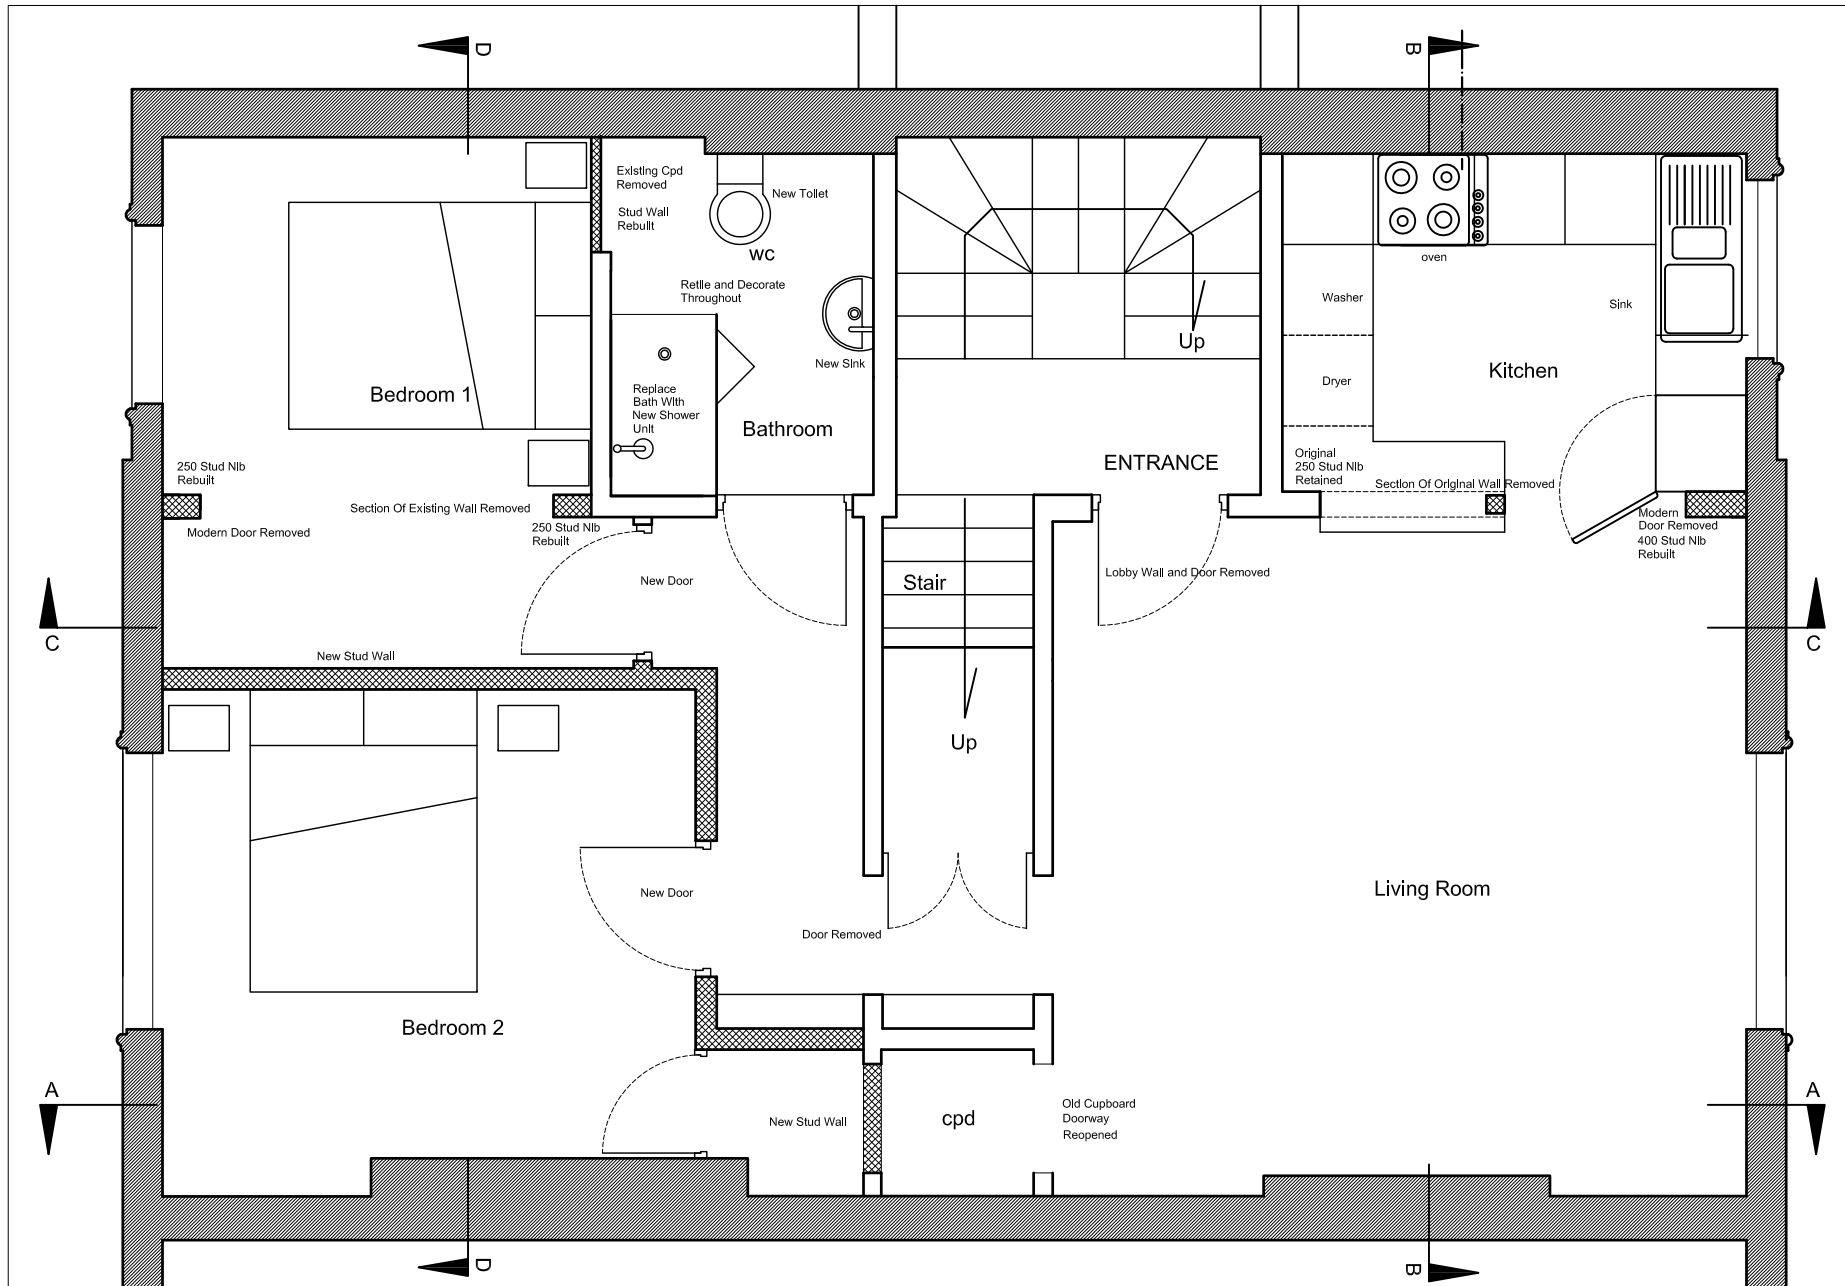 D
B
Existing Cpd
Removed
Stud Wall
Rebuilt
New Toilet
wc
Retile and Decorate
Throughout
New Sink
Replace
Bath With
New Shower
Unit
Bathroom
Bedroom 1
250 Stud Nib
Rebuilt
Modern Door Removed
Section Of Existing Wall Removed
250 Stud Nib
Rebuilt
New Door
New Stud Wall
Up
ENTRANCE
Stair
Up
Lobby Wall and Door Removed
oven
Washer
Dryer
Sink
Kitchen
Original
250 Stud Nib
Retained
Section Of Original Wall Removed
Modern
Door Removed
400 Stud Nib
Rebuilt
C
C
New Door
Door Removed
Living Room
Bedroom 2
New Stud Wall
cpd
Old Cupboard
Doorway
Reopened
A
A
D
B